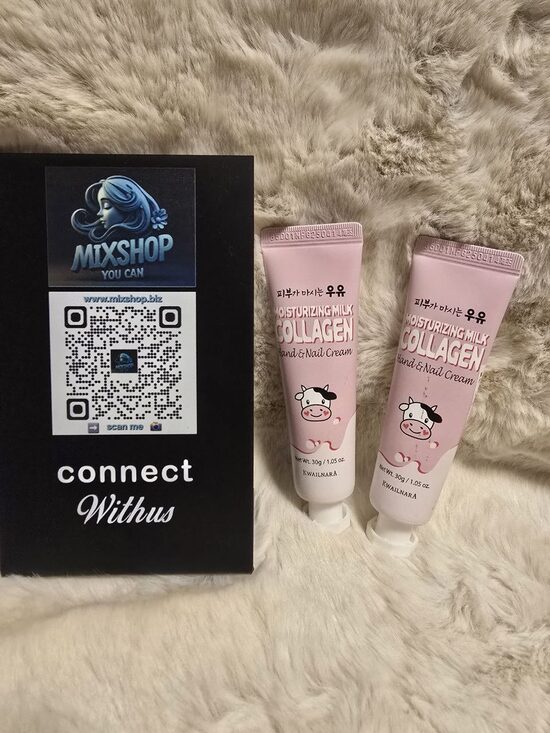 MIXSHOP
YOU CAN
www.mixshop.biz
scan me
connect
Withus
피부가 마시는 우유
MOISTURIZING MILK
COLLAGEN
Hand & Nail Cream
Net Wt. 30g / 1.05 oz.
KWAILNARA
피부가 마시는 우유
MOISTURIZING MILK
COLLAGEN
Hand & Nail Cream
Net Wt. 30g / 1.05 oz.
KWAILNARA